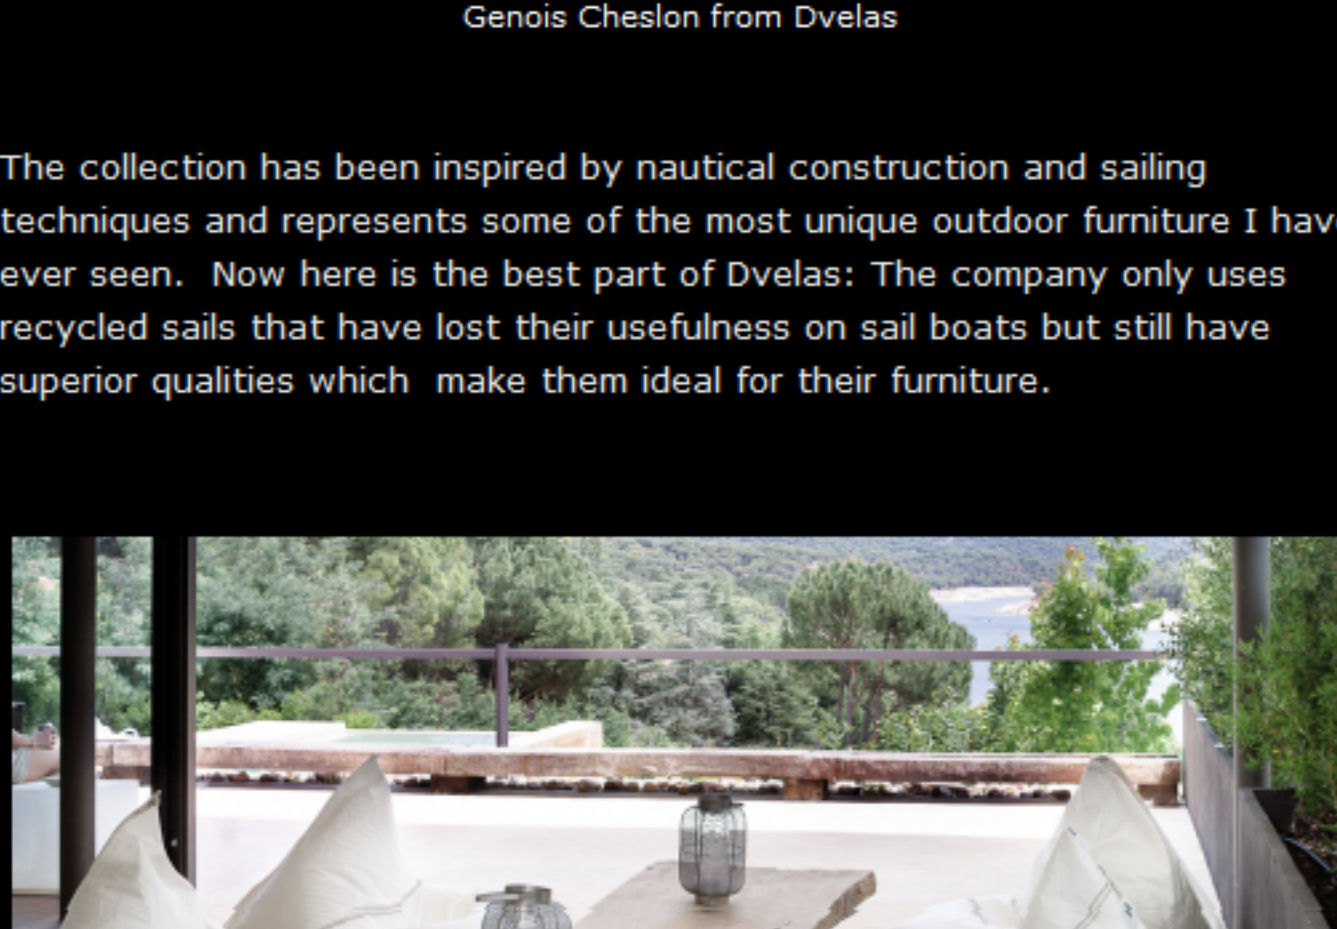 Genois Cheslon from Dvelas
The collection has been inspired by nautical construction and sailing
techniques and represents some of the most unique outdoor furniture I have
ever seen.  Now here is the best part of Dvelas: The company only uses
recycled sails that have lost their usefulness on sail boats but still have
superior qualities which  make them ideal for their furniture.